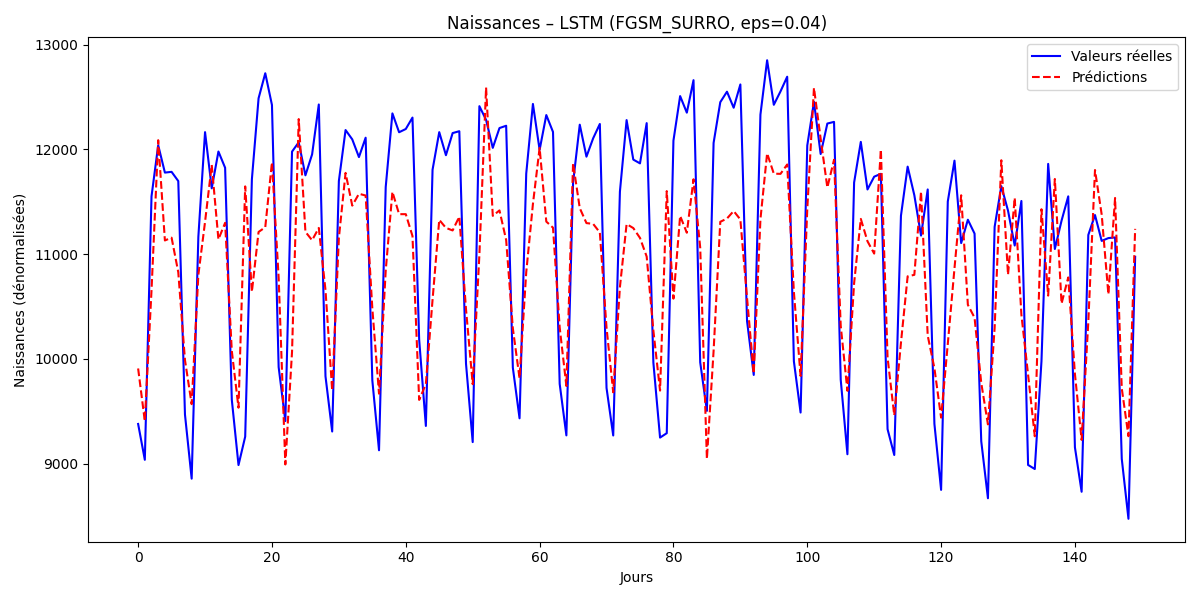 Naissances – LSTM (FGSM_SURRO, eps=0.04)
Valeurs réelles
Prédictions
Naissances (dénormalisées)
13000
12000
11000
10000
9000
0 20 40 60 80 100 120 140
Jours